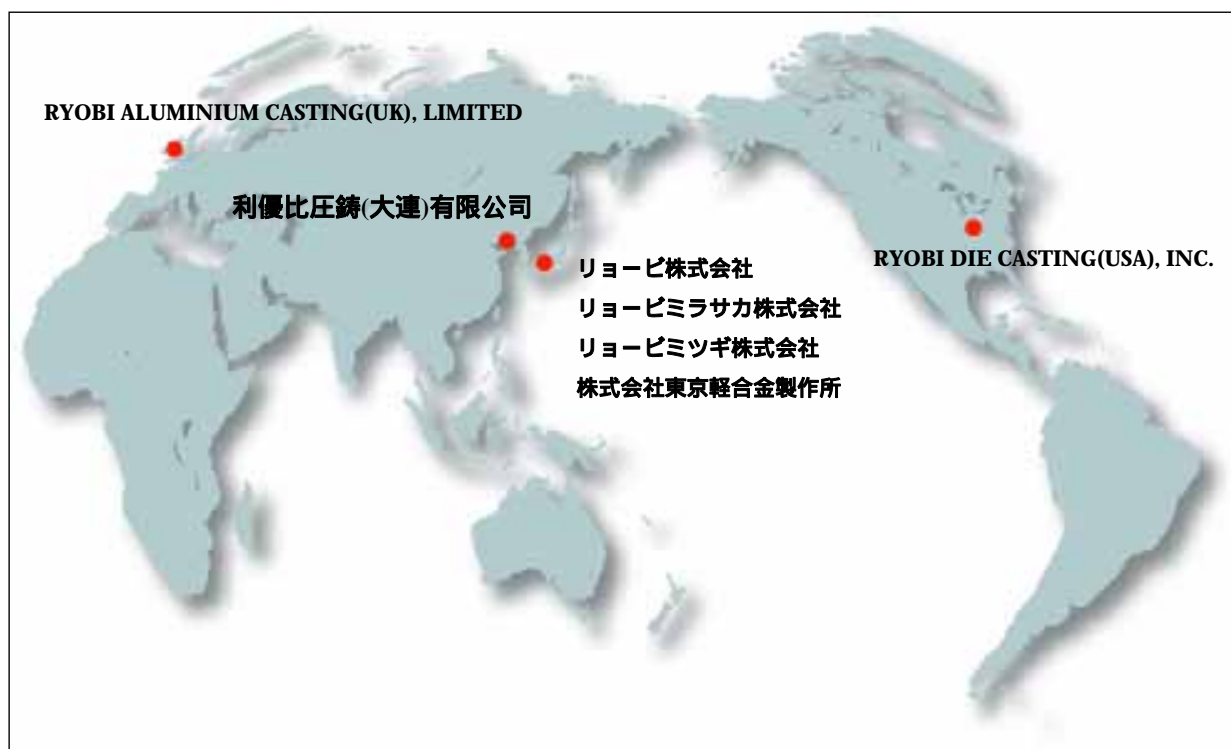 RYOBI ALUMINIUM CASTING(UK), LIMITED
利優比圧鋳(大連)有限公司
リョービ株式会社
リョービミラサカ株式会社
リョービミツギ株式会社
株式会社東京軽合金製作所
RYOBI DIE CASTING(USA), INC.